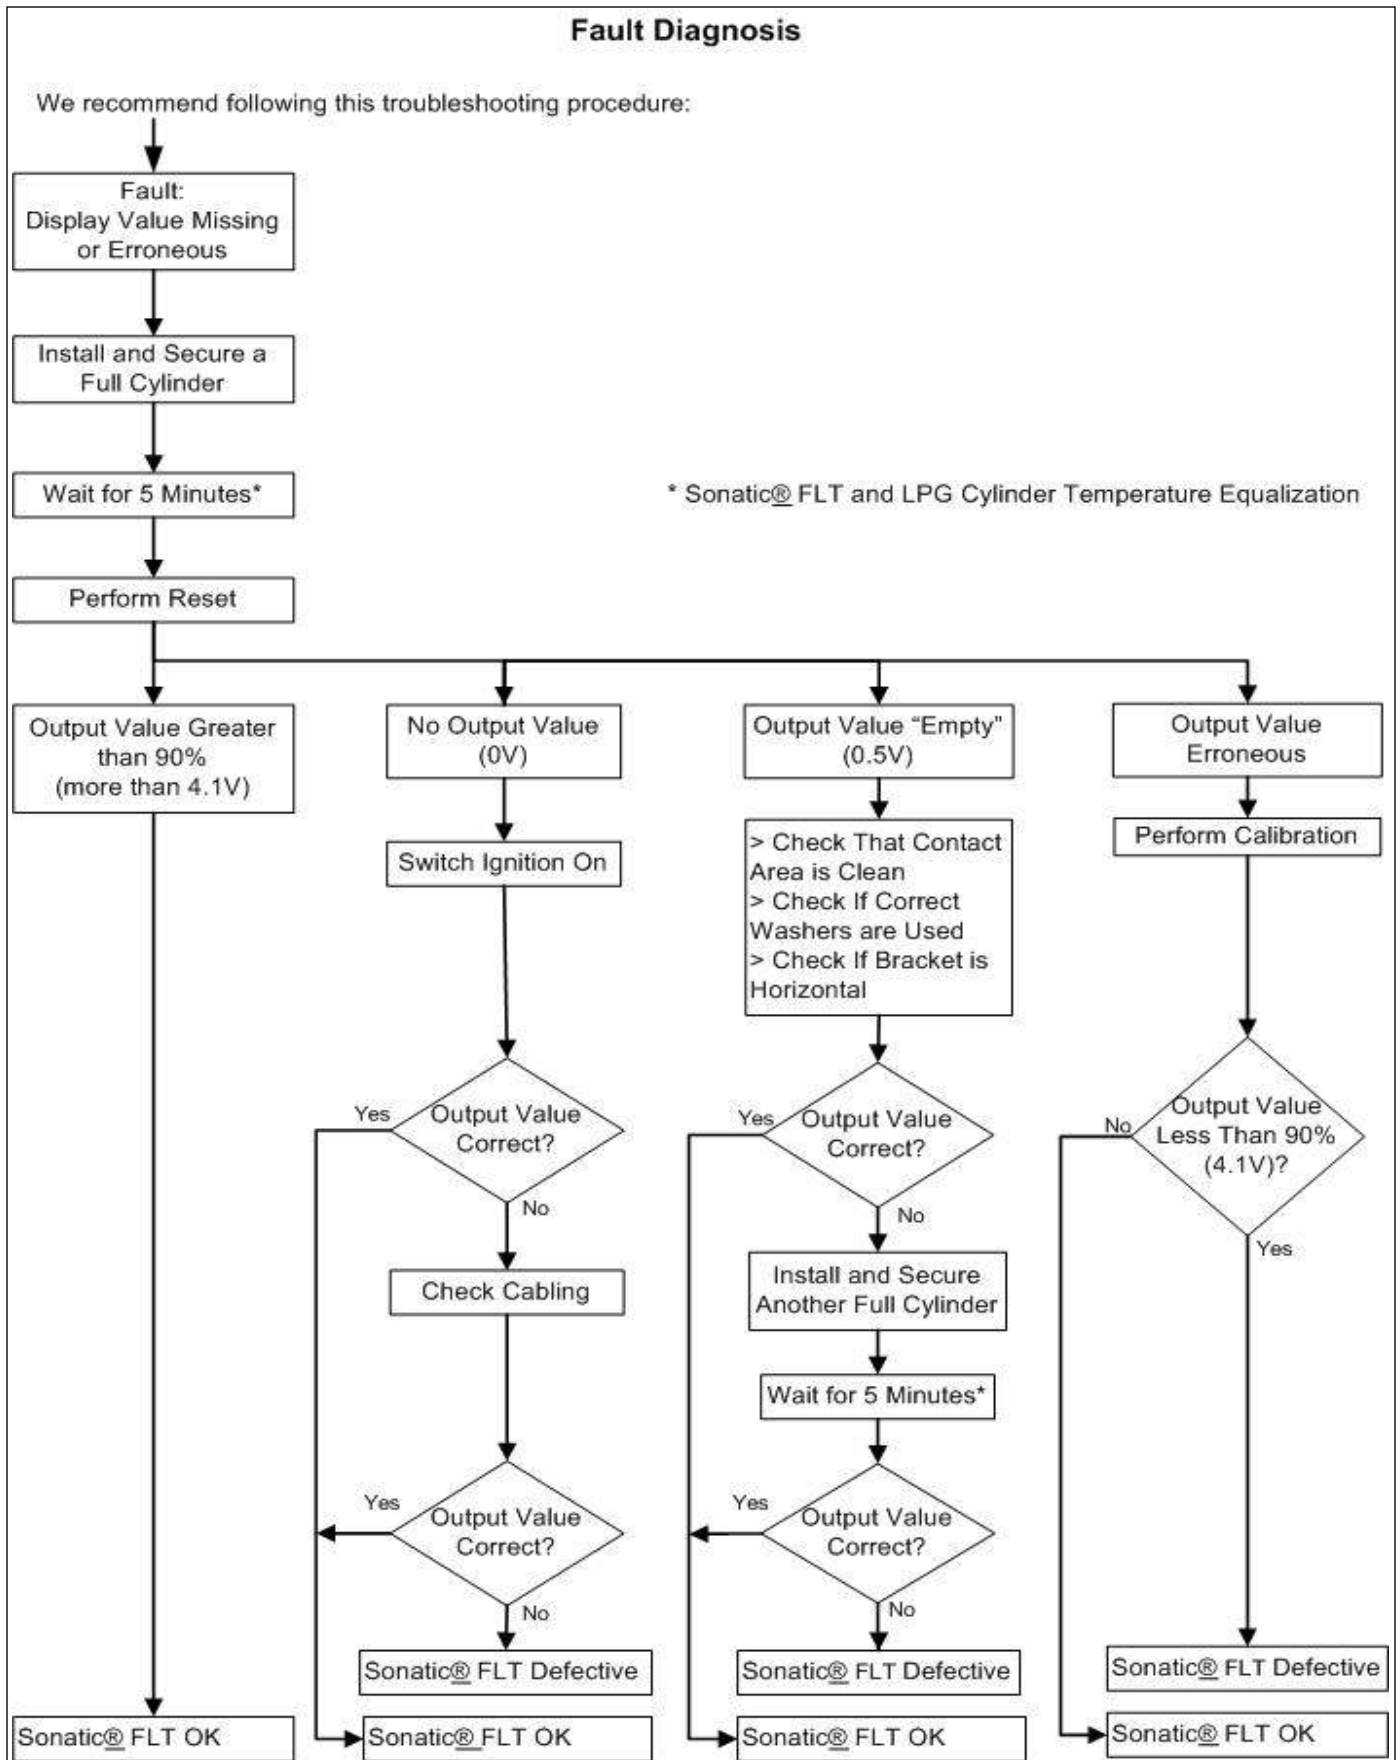 Fault Diagnosis
We recommend following this troubleshooting procedure:
Fault:
Display Value Missing
or Erroneous
Install and Secure a
Full Cylinder
Wait for 5 Minutes*
* Sonatic® FLT and LPG Cylinder Temperature Equalization
Perform Reset
Output Value Greater
than 90%
(more than 4.1V)
No Output Value
(0V)
Switch Ignition On
Output Value
Correct?
Yes
No
Check Cabling
Output Value
Correct?
Yes
No
Output Value “Empty”
(0.5V)
> Check That Contact
Area is Clean
> Check If Correct
Washers are Used
> Check If Bracket is
Horizontal
Output Value
Correct?
Yes
No
Install and Secure
Another Full Cylinder
Wait for 5 Minutes*
Output Value
Correct?
Yes
No
Output Value
Erroneous
Perform Calibration
Output Value
Less Than 90%
(4.1V)?
No
Yes
Sonatic® FLT Defective
Sonatic® FLT Defective
Sonatic® FLT Defective
Sonatic® FLT OK
Sonatic® FLT OK
Sonatic® FLT OK
Sonatic® FLT OK